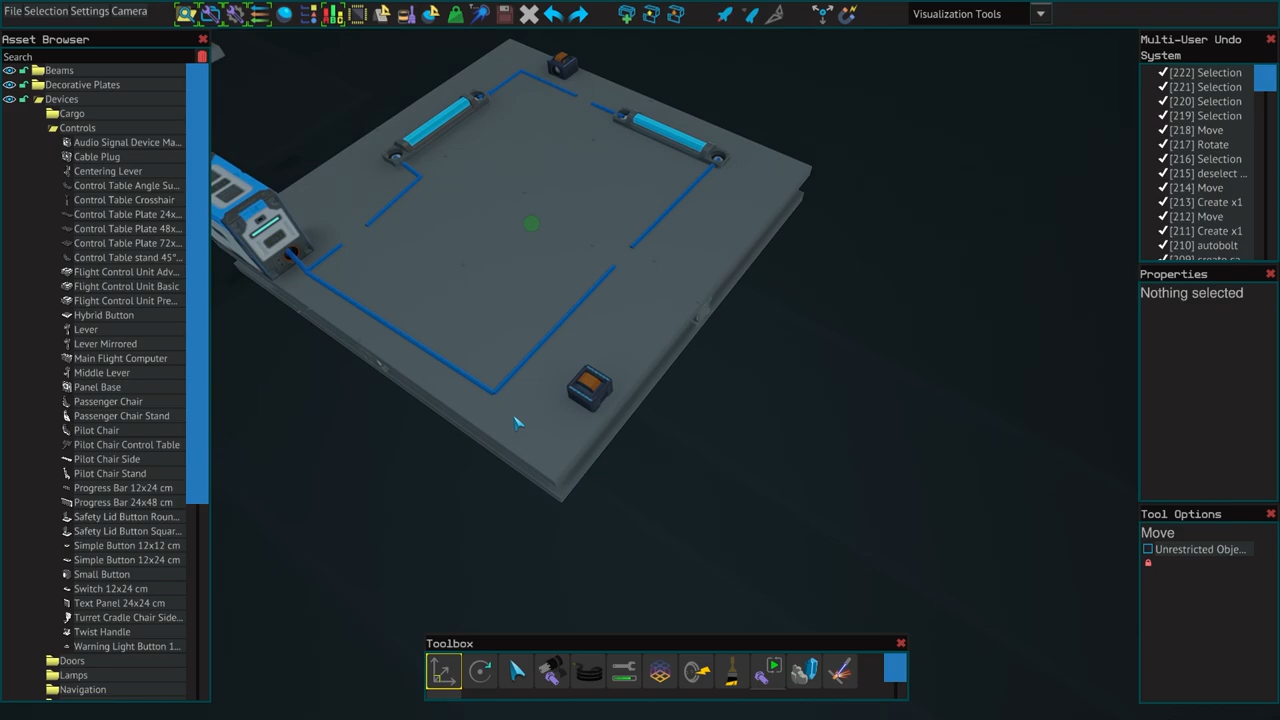 File Selection Settings Camera
Visualization Tools
Asset Browser
Search
Beams
Decorative Plates
Devices
Cargo
Controls
Audio Signal Device Ma...
Cable Plug
Centering Lever
Control Table Angle Su...
Control Table Crosshair
Control Table Plate 24x...
Control Table Plate 48x...
Control Table Plate 72x...
Control Table stand 45°...
Flight Control Unit Adv...
Flight Control Unit Basic
Flight Control Unit Pre...
Hybrid Button
Lever
Lever Mirrored
Main Flight Computer
Middle Lever
Panel Base
Passenger Chair
Passenger Chair Stand
Pilot Chair
Pilot Chair Control Table
Pilot Chair Side
Pilot Chair Stand
Progress Bar 12x24 cm
Progress Bar 24x48 cm
Safety Lid Button Roun...
Safety Lid Button Squar...
Simple Button 12x12 cm
Simple Button 12x24 cm
Small Button
Switch 12x24 cm
Text Panel 24x24 cm
Turret Cradle Chair Side...
Twist Handle
Warning Light Button 1...
Doors
Lamps
Navigation
Multi-User Undo
System
[222] Selection
[221] Selection
[220] Selection
[219] Selection
[218] Move
[217] Rotate
[216] Selection
[215] deselect ...
[214] Move
[213] Create x1
[212] Move
[211] Create x1
[210] autobolt
Properties
Nothing selected
Tool Options
Move
Unrestricted Obje...
Toolbox